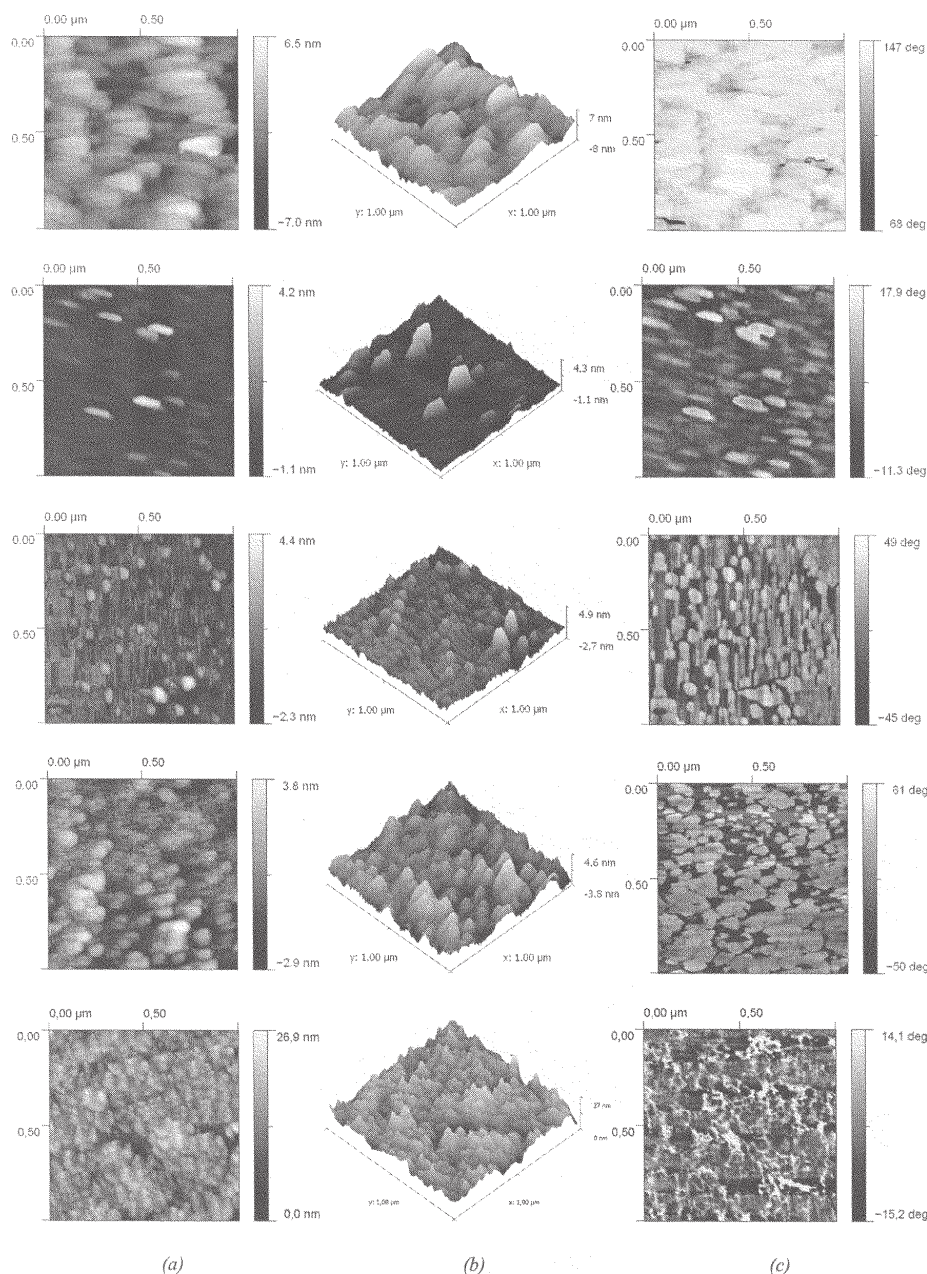 0.00 µm 0.50
0.00
0.50
6.5 nm
−7.0 nm
7 nm
-8 nm
y: 1.00 µm
x: 1.00 µm
0.00
0.50
147 deg
68 deg
0.00 µm 0.50
0.00
0.50
4.2 nm
−1.1 nm
4.3 nm
-1.1 nm
y: 1.00 µm
x: 1.00 µm
0.00 µm 0.50
0.00
0.50
17.9 deg
−11.3 deg
0.00 µm 0.50
0.00
0.50
4.4 nm
−2.3 nm
4.9 nm
-2,7 nm
y: 1.00 µm
x: 1.00 µm
0.00 µm 0.50
0.00
0.50
49 deg
−45 deg
0.00 µm 0.50
0.00
0.50
3.8 nm
−2.9 nm
4.6 nm
-3.8 nm
y: 1.00 µm
x: 1.00 µm
0.00 µm 0.50
0.00
0.50
61 deg
−50 deg
0,00 µm 0,50
0,00
0,50
26,9 nm
0,0 nm
27 nm
0 nm
y: 1,00 µm
x: 1,00 µm
0.00 µm 0,50
0,00
0,50
14,1 deg
−15,2 deg
(a) (b) (c)